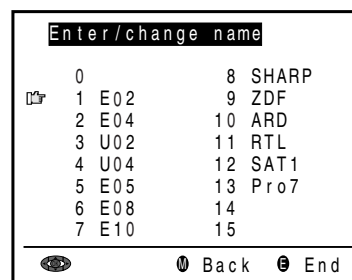 Enter/change name
0 8 SHARP
1 E02 9 ZDF
2 E04 10 ARD
3 U02 11 RTL
4 U04 12 SAT1
5 E05 13 Pro7
6 E08 14
7 E10 15
M Back E End